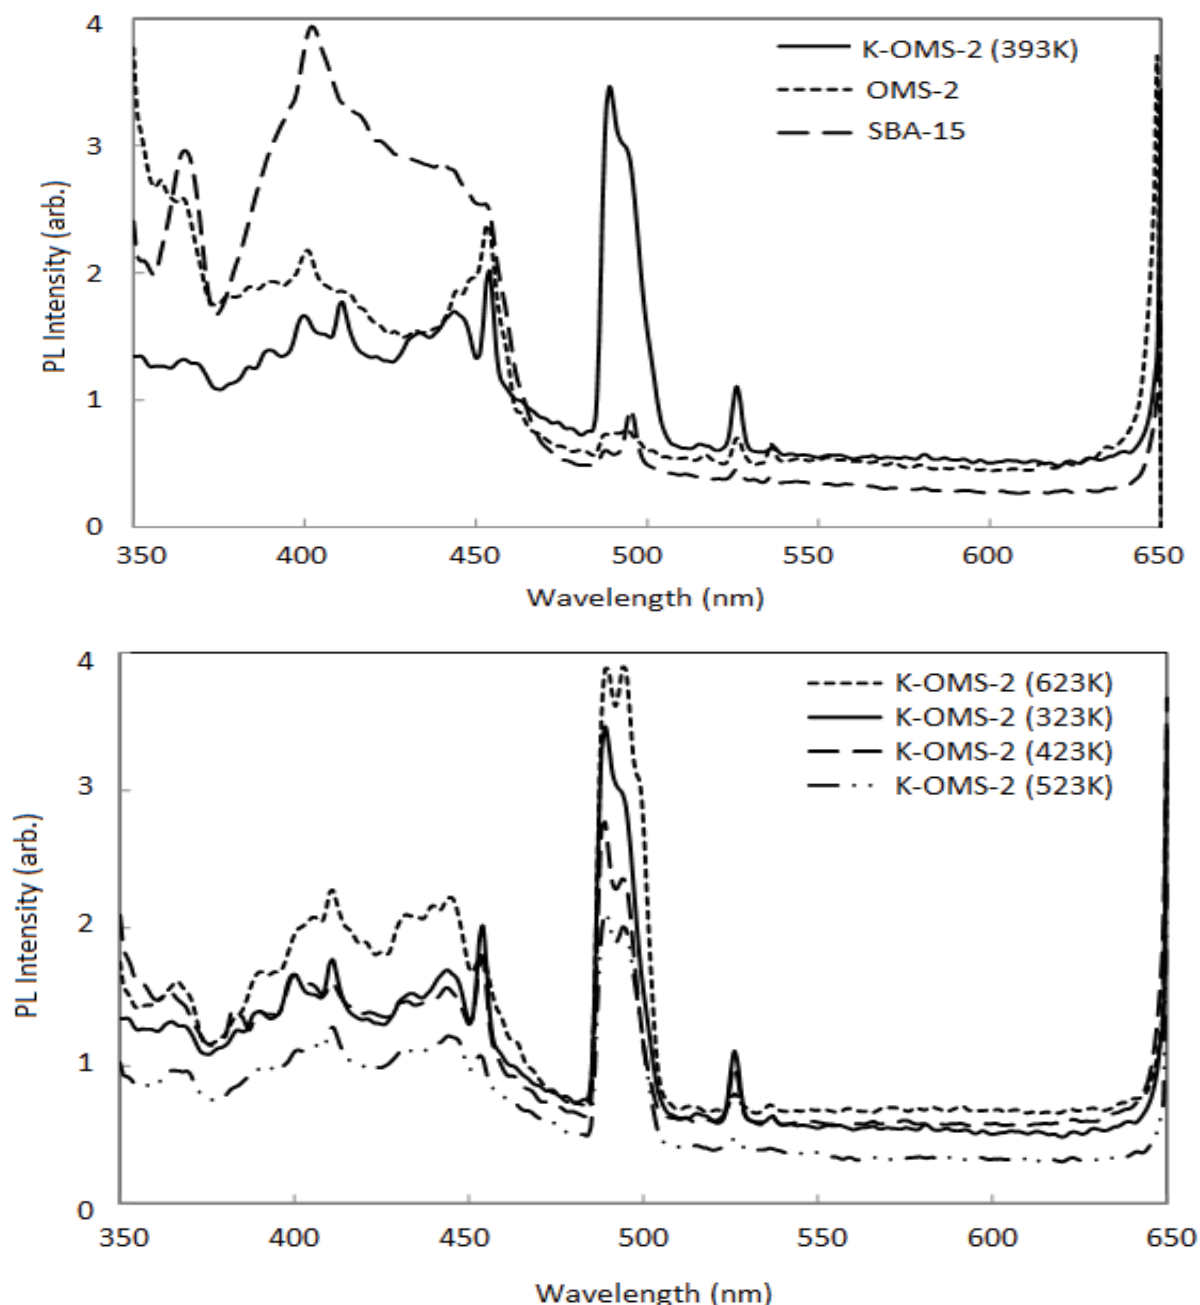 4
3
2
1
0
PL Intensity (arb.)
K-OMS-2 (393K)
OMS-2
SBA-15
350 400 450 500 550 600 650
Wavelength (nm)
4
3
2
1
0
PL Intensity (arb.)
K-OMS-2 (623K)
K-OMS-2 (323K)
K-OMS-2 (423K)
K-OMS-2 (523K)
350 400 450 500 550 600 650
Wavelength (nm)